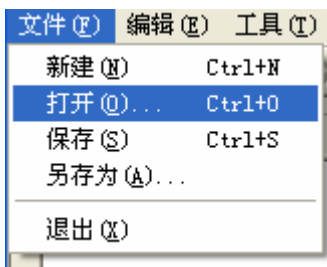 文件(F) 编辑(E) 工具(T)
新建(N) Ctrl+N
打开(O)... Ctrl+O
保存(S) Ctrl+S
另存为(A)...
退出(X)